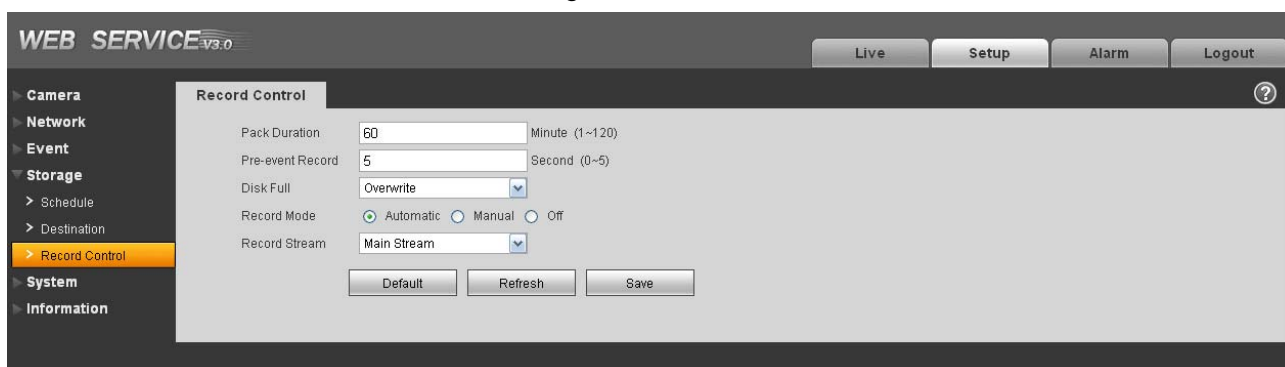 WEB SERVICE V3.0
Live Setup Alarm Logout
Camera
Network
Event
Storage
> Schedule
> Destination
> Record Control
System
Information
Record Control
?
Pack Duration 60 Minute (1~120)
Pre-event Record 5 Second (0~5)
Disk Full Overwrite
Record Mode Automatic Manual Off
Record Stream Main Stream
Default Refresh Save